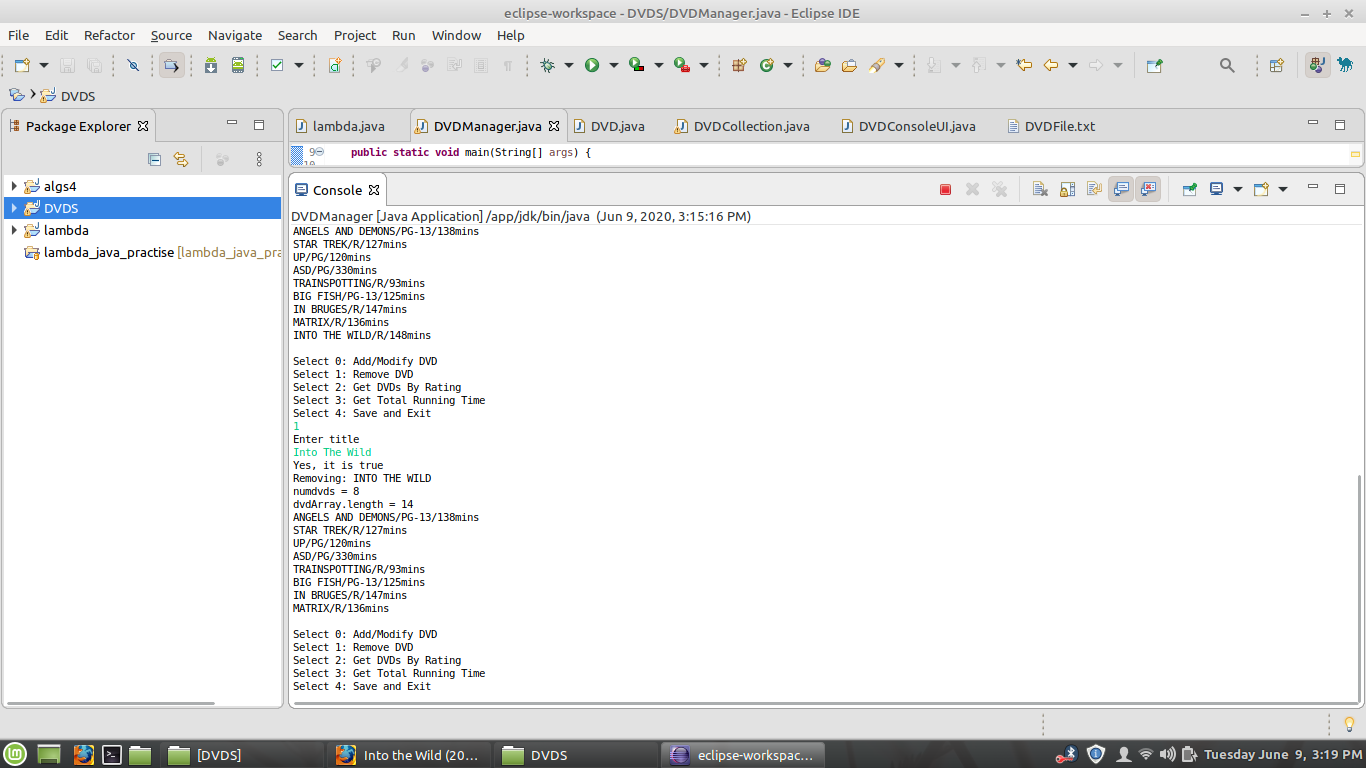 eclipse-workspace - DVDS/DVDManager.java - Eclipse IDE
File Edit Refactor Source Navigate Search Project Run Window Help
DVDS
Package Explorer
lambda.java DVDManager.java DVD.java DVDCollection.java DVDConsoleUI.java DVDFile.txt
9 public static void main(String[] args) {
10
algs4
DVDS
lambda
lambda_java_practise [lambda_java_pra
Console
DVDManager [Java Application] /app/jdk/bin/java (Jun 9, 2020, 3:15:16 PM)
ANGELS AND DEMONS/PG-13/138mins
STAR TREK/R/127mins
UP/PG/120mins
ASD/PG/330mins
TRAINSPOTTING/R/93mins
BIG FISH/PG-13/125mins
IN BRUGES/R/147mins
MATRIX/R/136mins
INTO THE WILD/R/148mins
Select 0: Add/Modify DVD
Select 1: Remove DVD
Select 2: Get DVDs By Rating
Select 3: Get Total Running Time
Select 4: Save and Exit
1
Enter title
Into The Wild
Yes, it is true
Removing: INTO THE WILD
numdvds = 8
dvdArray.length = 14
ANGELS AND DEMONS/PG-13/138mins
STAR TREK/R/127mins
UP/PG/120mins
ASD/PG/330mins
TRAINSPOTTING/R/93mins
BIG FISH/PG-13/125mins
IN BRUGES/R/147mins
MATRIX/R/136mins
Select 0: Add/Modify DVD
Select 1: Remove DVD
Select 2: Get DVDs By Rating
Select 3: Get Total Running Time
Select 4: Save and Exit
[DVDS] Into the Wild (20... DVDS eclipse-workspac... Tuesday June 9, 3:19 PM